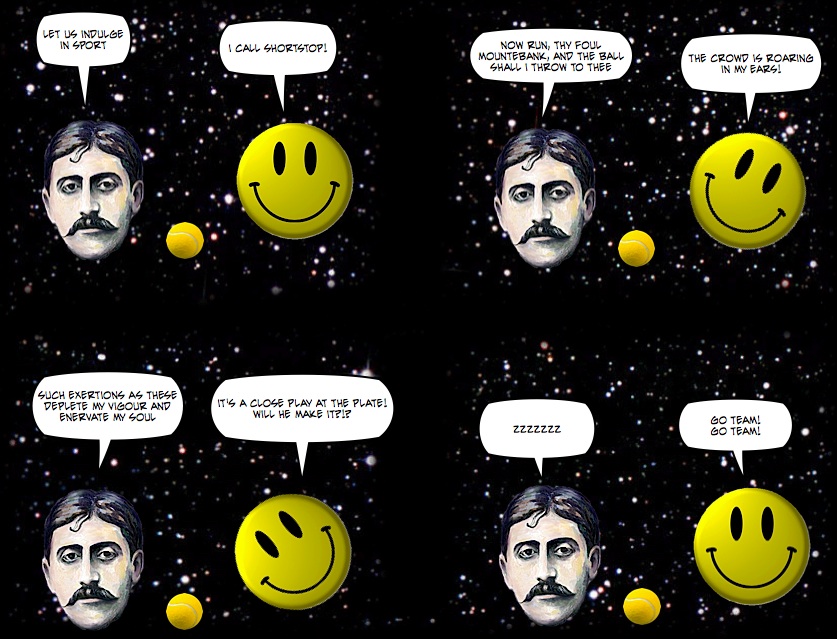 LET US INDULGE
IN SPORT
I CALL SHORTSTOP!
NOW RUN, THY FOUL
MOUNTEBANK, AND THE BALL
SHALL I THROW TO THEE
THE CROWD IS ROARING
IN MY EARS!
SUCH EXERTIONS AS THESE
DEPLETE MY VIGOUR AND
ENERVATE MY SOUL
IT'S A CLOSE PLAY AT THE PLATE!
WILL HE MAKE IT?!?
ZZZZZZZ
GO TEAM!
GO TEAM!